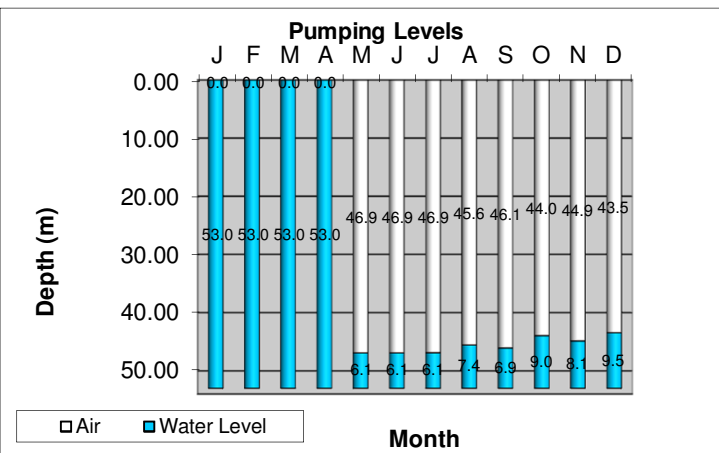 Pumping Levels
J F M A M J J A S O N D
0.00
10.00
20.00
30.00
40.00
50.00
Depth (m)
0.0 0.0 0.0 0.0
53.0 53.0 53.0 53.0 46.9 46.9 46.9 45.6 46.1 44.0 44.9 43.5
6.1 6.1 6.1 7.4 6.9 9.0 8.1 9.5
Air Water Level
Month